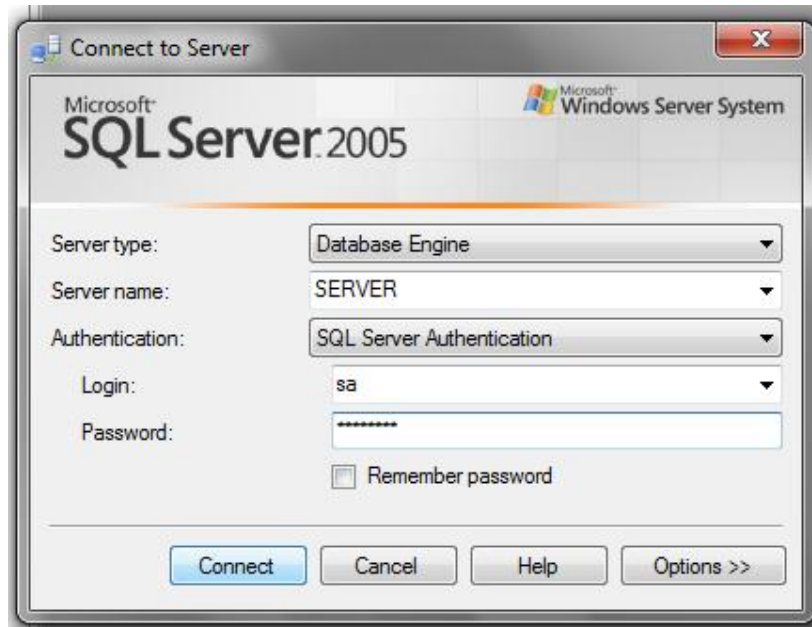 Connect to Server
Microsoft
SQL Server 2005
Microsoft
Windows Server System
Server type: Database Engine
Server name: SERVER
Authentication: SQL Server Authentication
Login: sa
Password: ********
Remember password
Connect Cancel Help Options >>